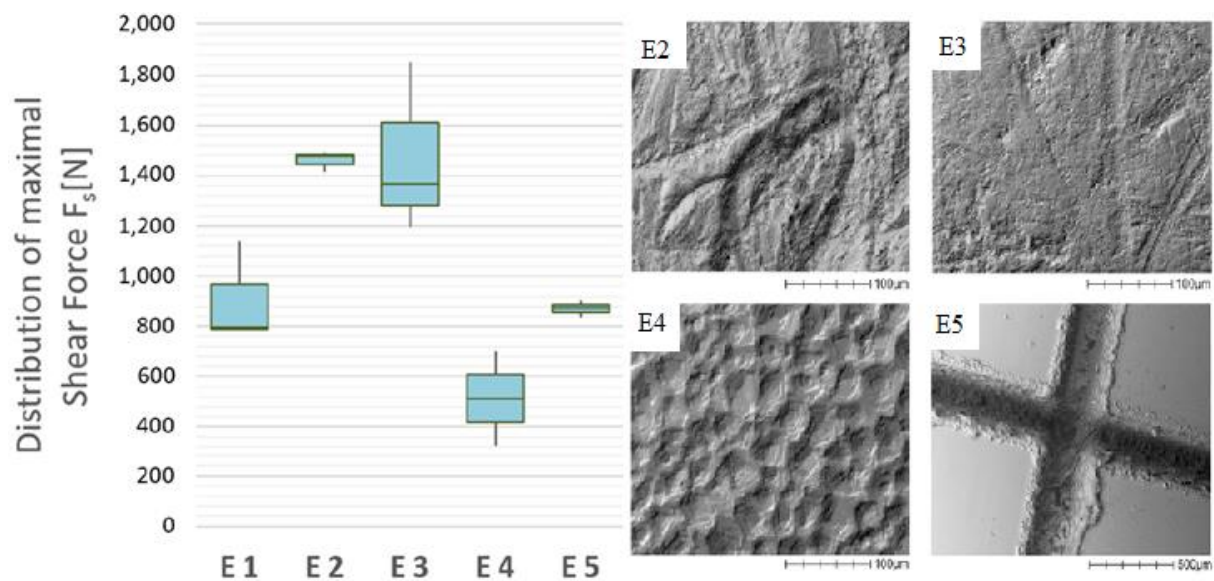 Distribution of maximal
Shear Force Fs[N]
2,000
1,800
1,600
1,400
1,200
1,000
800
600
400
200
0
E 1 E 2 E 3 E 4 E 5
E2
100µm
E3
100µm
E4
100µm
E5
500µm